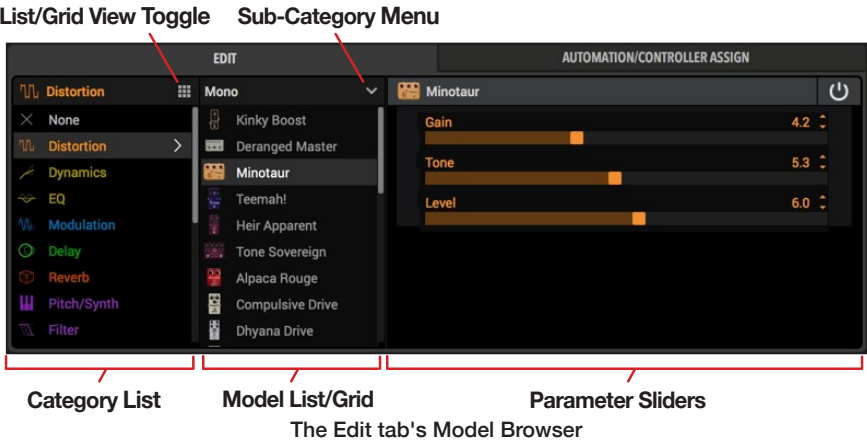 List/Grid View Toggle Sub-Category Menu
EDIT AUTOMATION/CONTROLLER ASSIGN
Distortion Mono Minotaur
None Kinky Boost Gain 4.2
Distortion Deranged Master
Dynamics Minotaur Tone 5.3
EQ Teemah!
Modulation Heir Apparent Level 6.0
Delay Tone Sovereign
Reverb Alpaca Rouge
Pitch/Synth Compulsive Drive
Filter Dhyana Drive
Category List Model List/Grid Parameter Sliders
The Edit tab's Model Browser